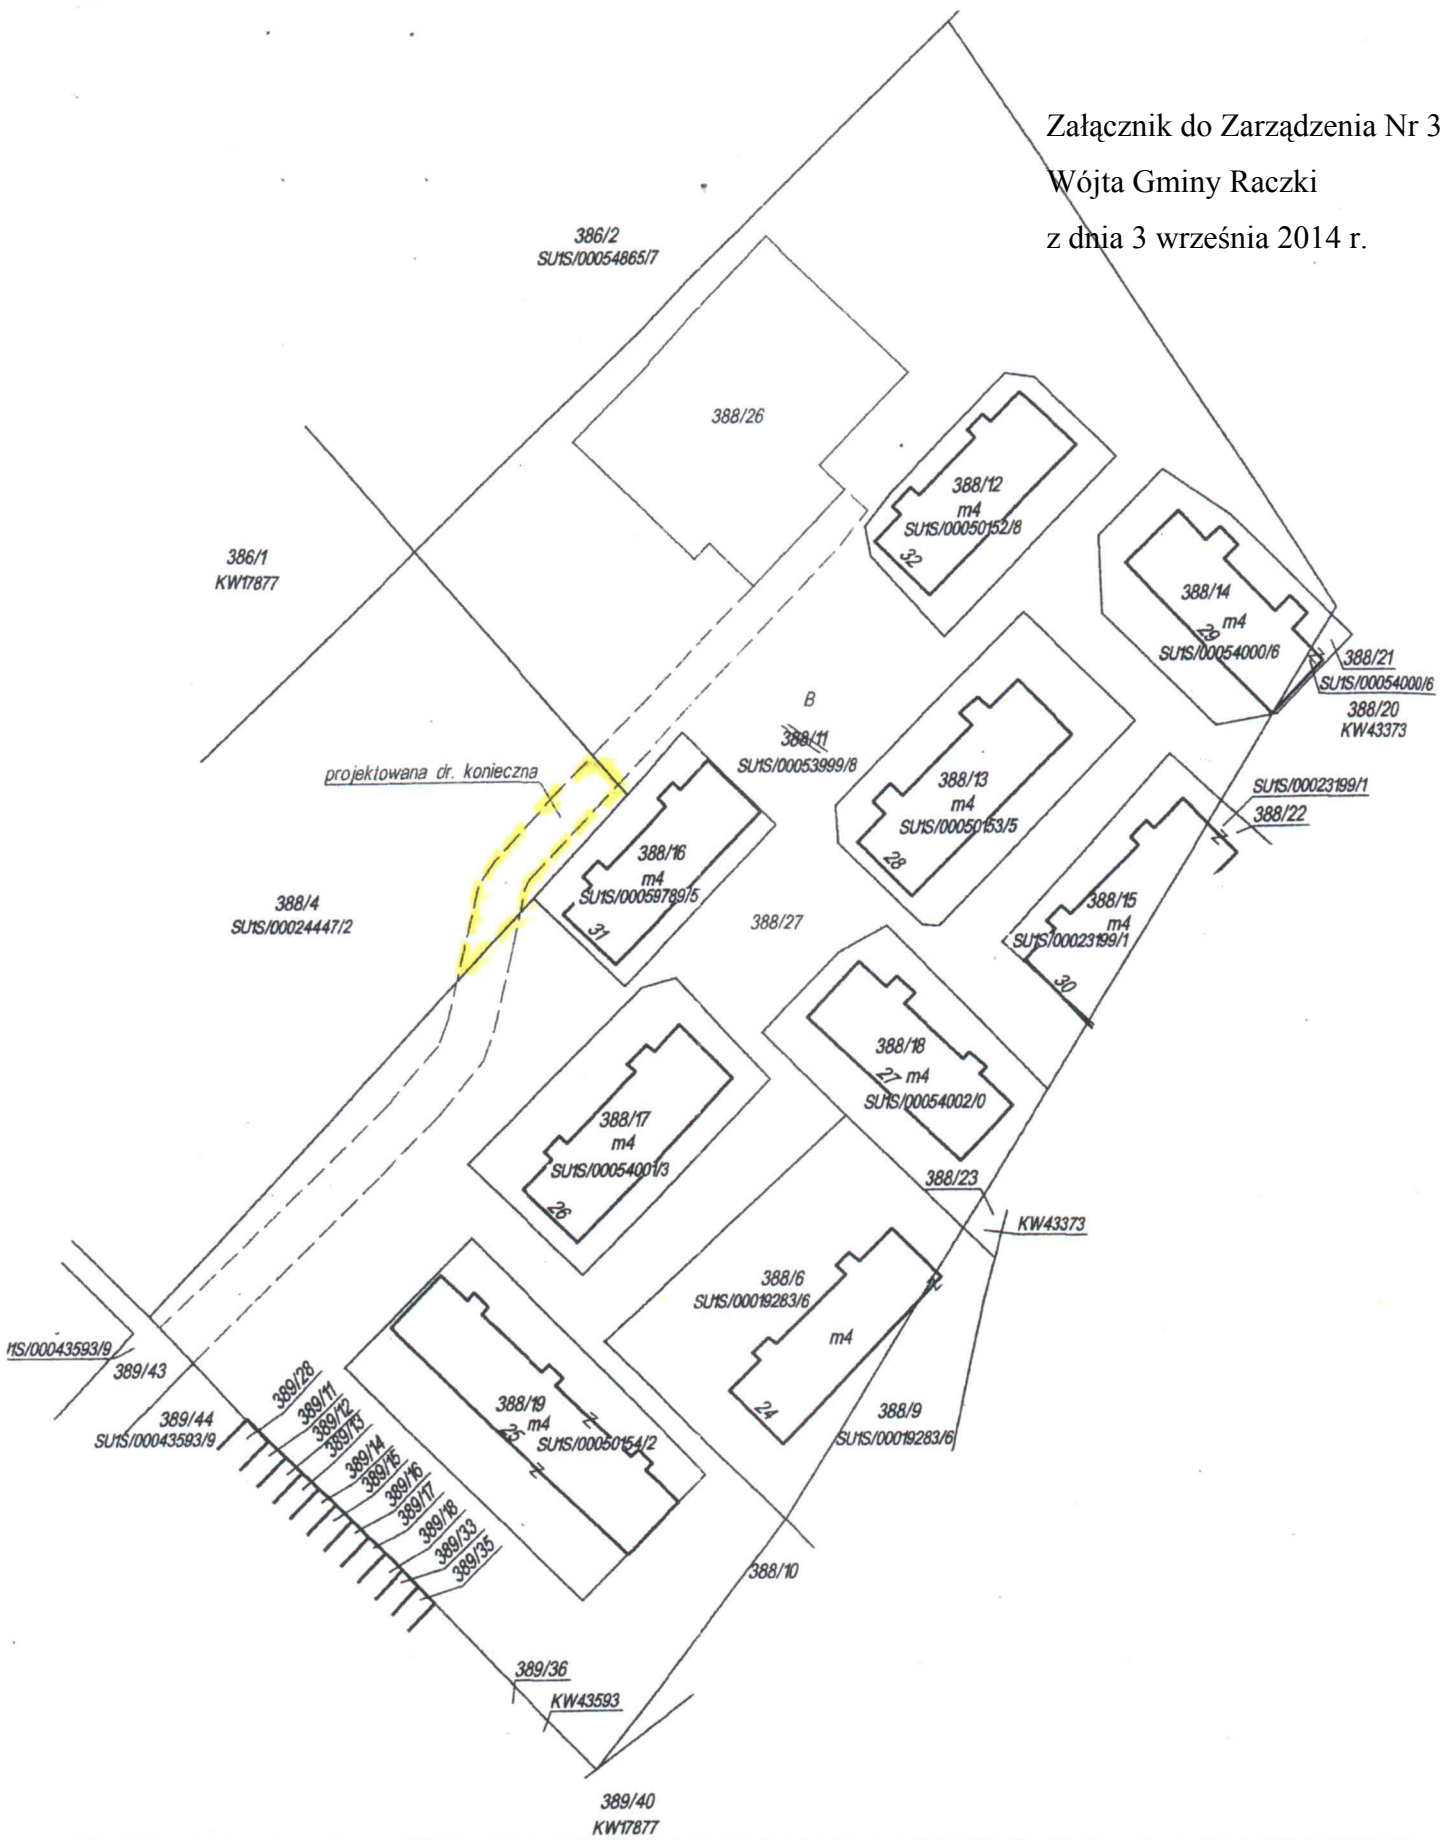 Załącznik do Zarządzenia Nr 3
Wójta Gminy Raczki
z dnia 3 września 2014 r.
386/2
SU1S/00054865/7
388/26
388/12
m4
SU1S/00050152/8
32
386/1
KW17877
388/14
m4
29
SU1S/00054000/6
388/21
SU1S/00054000/6
388/20
KW43373
B
388/11
SU1S/00053999/8
projektowana dr. konieczna
388/13
m4
SU1S/00050153/5
28
SU1S/00023199/1
388/22
388/16
m4
SU1S/00059789/5
31
388/4
SU1S/00024447/2
388/27
388/15
m4
SU1S/00023199/1
30
388/18
27 m4
SU1S/00054002/0
388/17
m4
SU1S/00054001/3
26
388/23
KW43373
388/6
SU1S/00019283/6
m4
24
1S/00043593/9
389/43
389/44
SU1S/00043593/9
389/28
389/11
389/12
389/13
389/14
389/15
389/16
389/17
389/18
389/33
389/35
388/19
m4
25
SU1S/00050154/2
388/9
SU1S/00019283/6
388/10
389/36
KW43593
389/40
KW17877